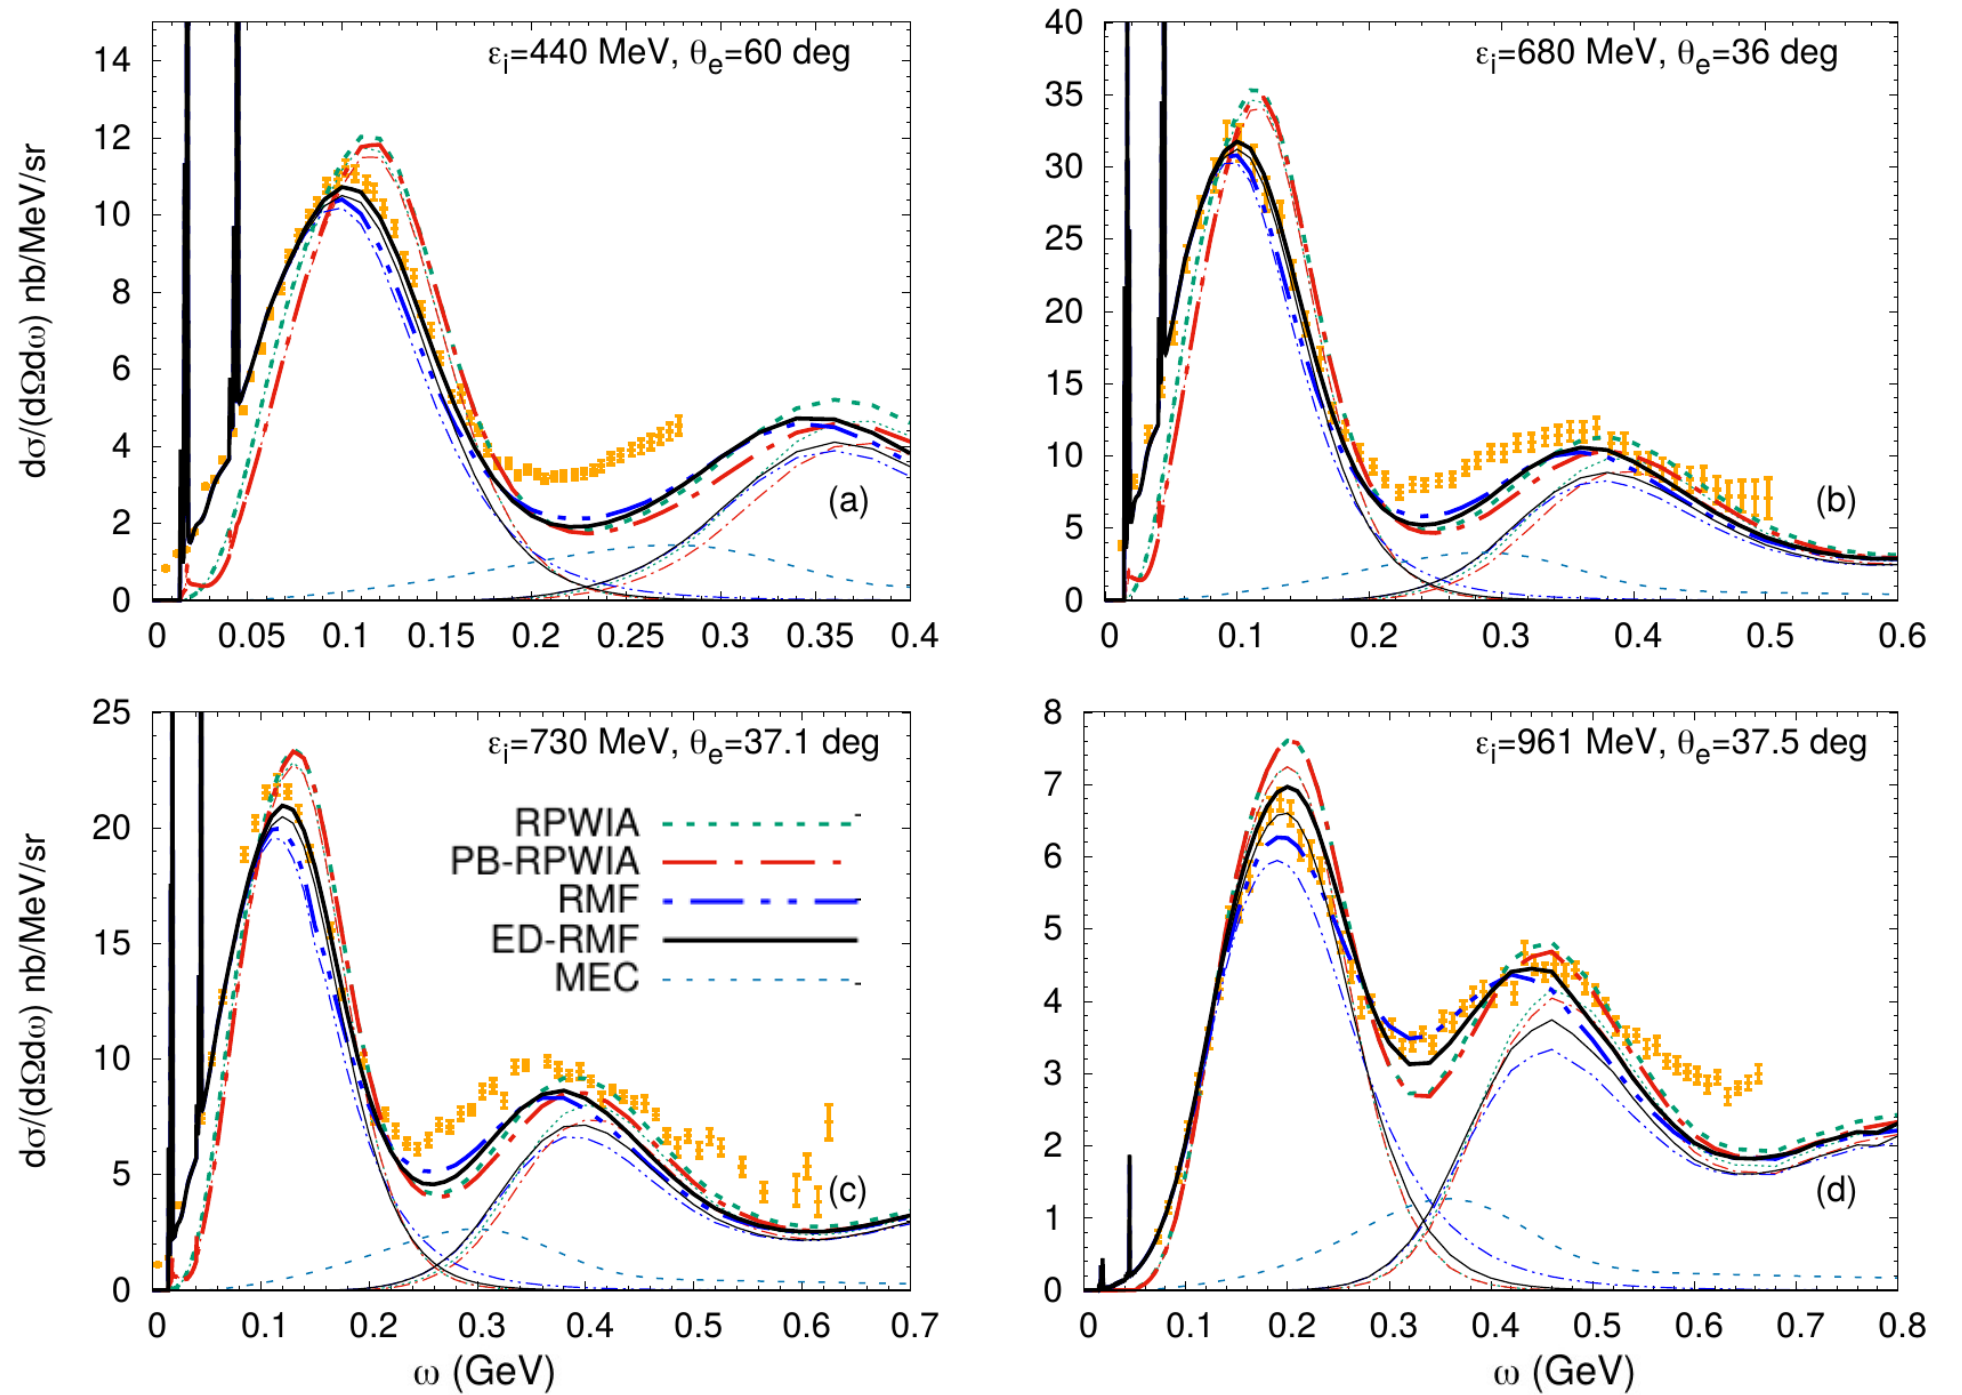 dσ/(dΩdω) nb/MeV/sr
14
12
10
8
6
4
2
0
εi=440 MeV, θe=60 deg
(a)
0 0.05 0.1 0.15 0.2 0.25 0.3 0.35 0.4
40
35
30
25
20
15
10
5
0
εi=680 MeV, θe=36 deg
(b)
0 0.1 0.2 0.3 0.4 0.5 0.6
dσ/(dΩdω) nb/MeV/sr
25
20
15
10
5
0
εi=730 MeV, θe=37.1 deg
RPWIA
PB-RPWIA
RMF
ED-RMF
MEC
(c)
0 0.1 0.2 0.3 0.4 0.5 0.6 0.7
ω (GeV)
8
7
6
5
4
3
2
1
0
εi=961 MeV, θe=37.5 deg
(d)
0 0.1 0.2 0.3 0.4 0.5 0.6 0.7 0.8
ω (GeV)